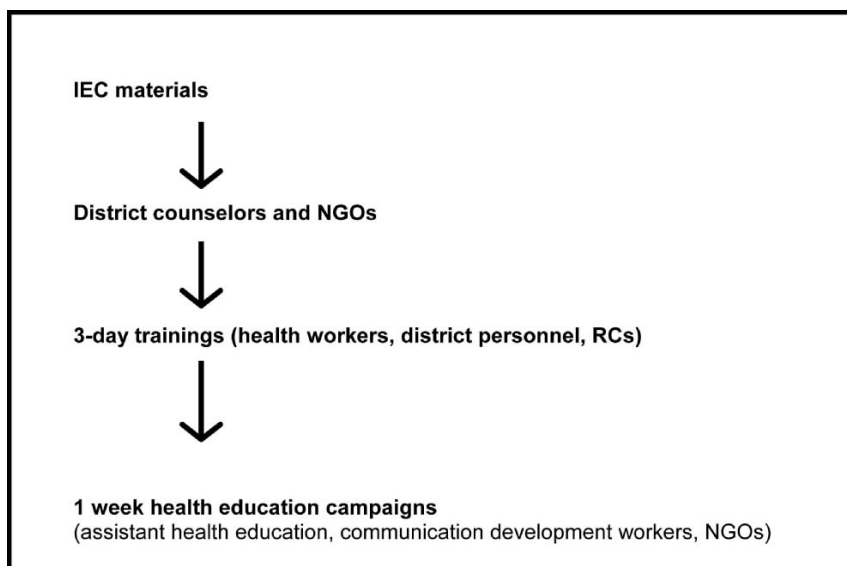 IEC materials
District counselors and NGOs
3-day trainings (health workers, district personnel, RCs)
1 week health education campaigns
(assistant health education, communication development workers, NGOs)